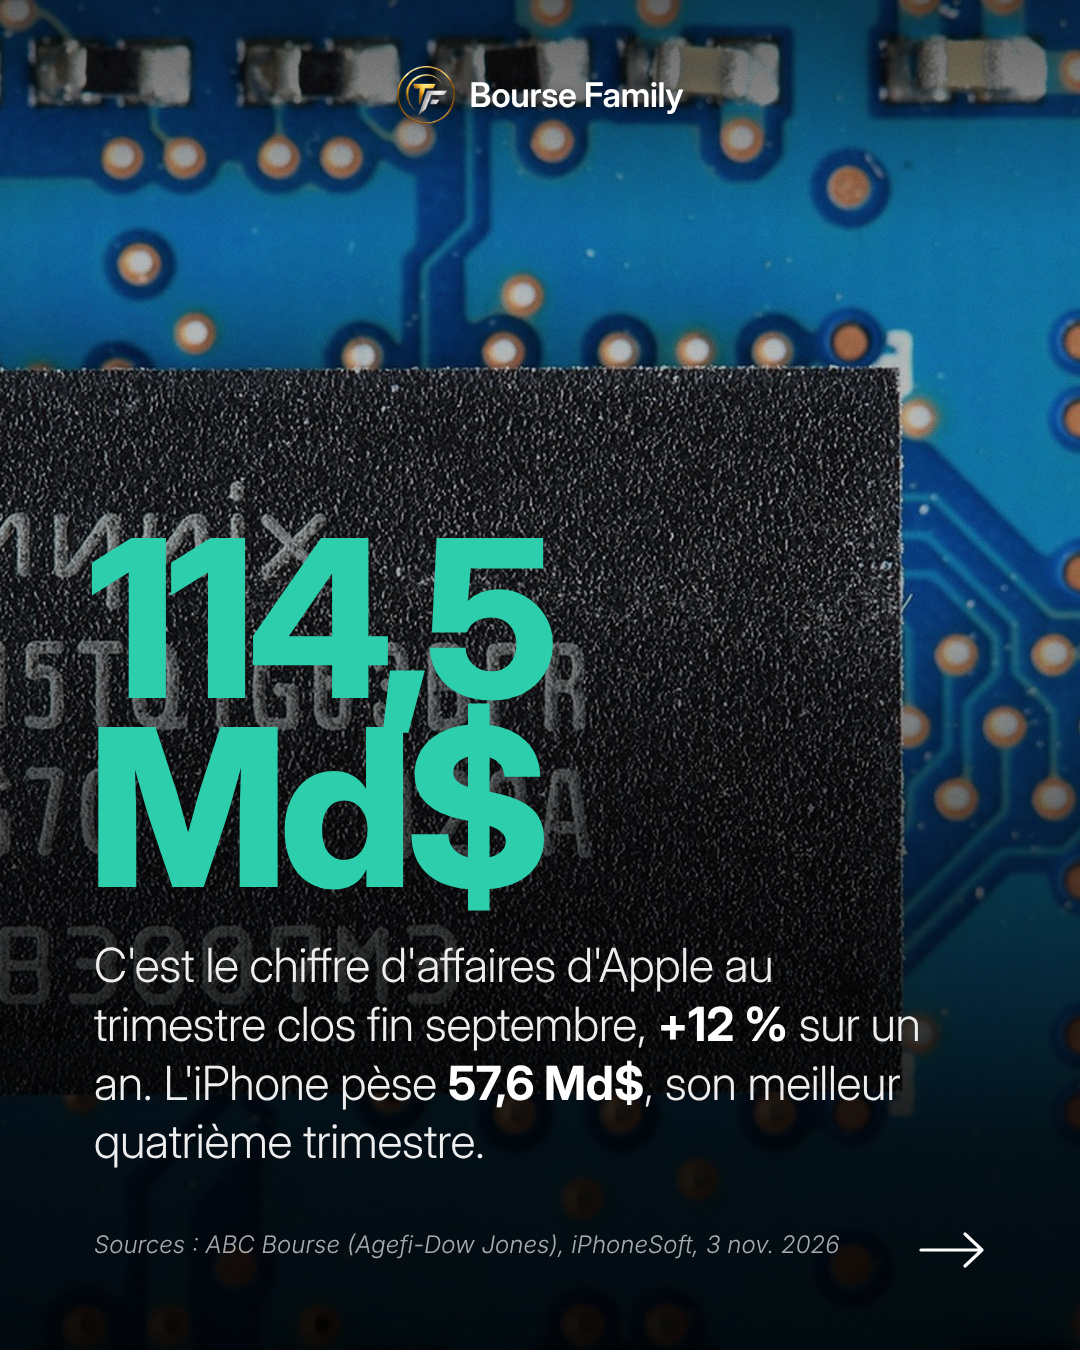 Bourse Family
114,5
Md$
C'est le chiffre d'affaires d'Apple au
trimestre clos fin septembre, +12 % sur un
an. L'iPhone pèse 57,6 Md$, son meilleur
quatrième trimestre.
Sources : ABC Bourse (Agefi-Dow Jones), iPhoneSoft, 3 nov. 2026